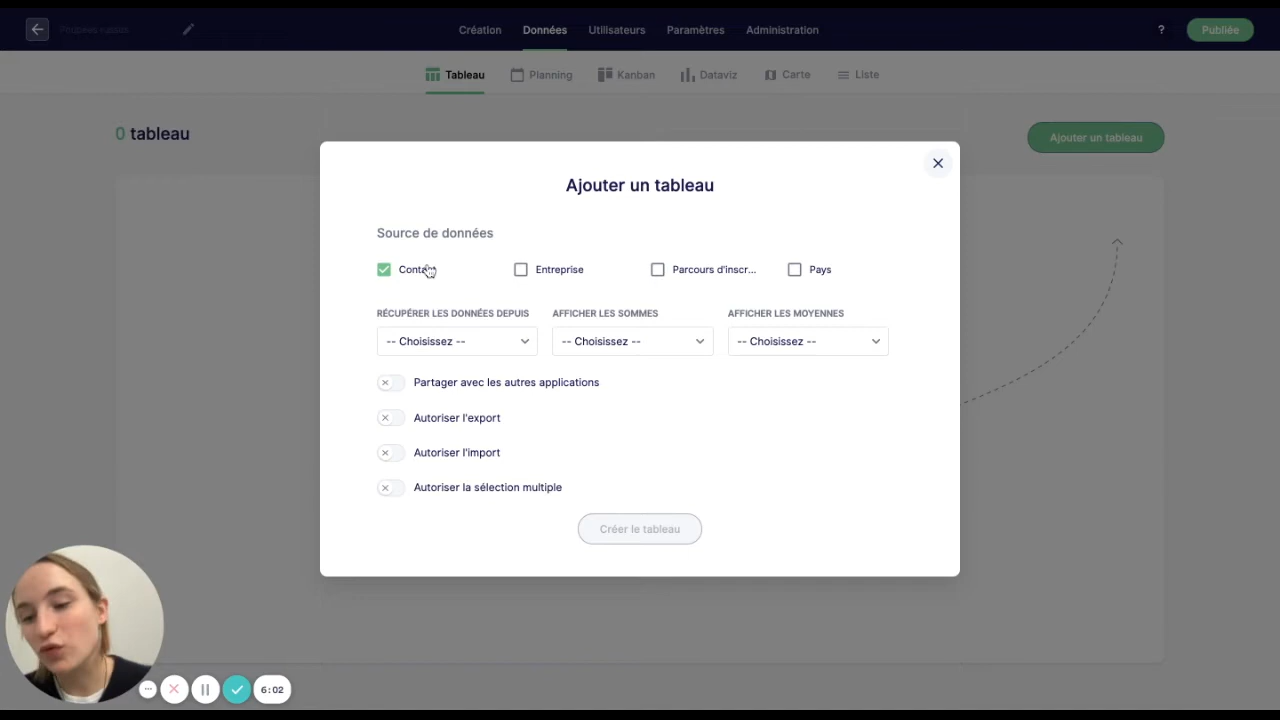 Création Données Utilisateurs Paramètres Administration ? Publiée
Tableau Planning Kanban Dataviz Carte Liste
0 tableau
Ajouter un tableau
Ajouter un tableau
Source de données
Contact Entreprise Parcours d'inscr... Pays
RÉCUPÉRER LES DONNÉES DEPUIS AFFICHER LES SOMMES AFFICHER LES MOYENNES
-- Choisissez -- -- Choisissez -- -- Choisissez --
Partager avec les autres applications
Autoriser l'export
Autoriser l'import
Autoriser la sélection multiple
Créer le tableau
6:02